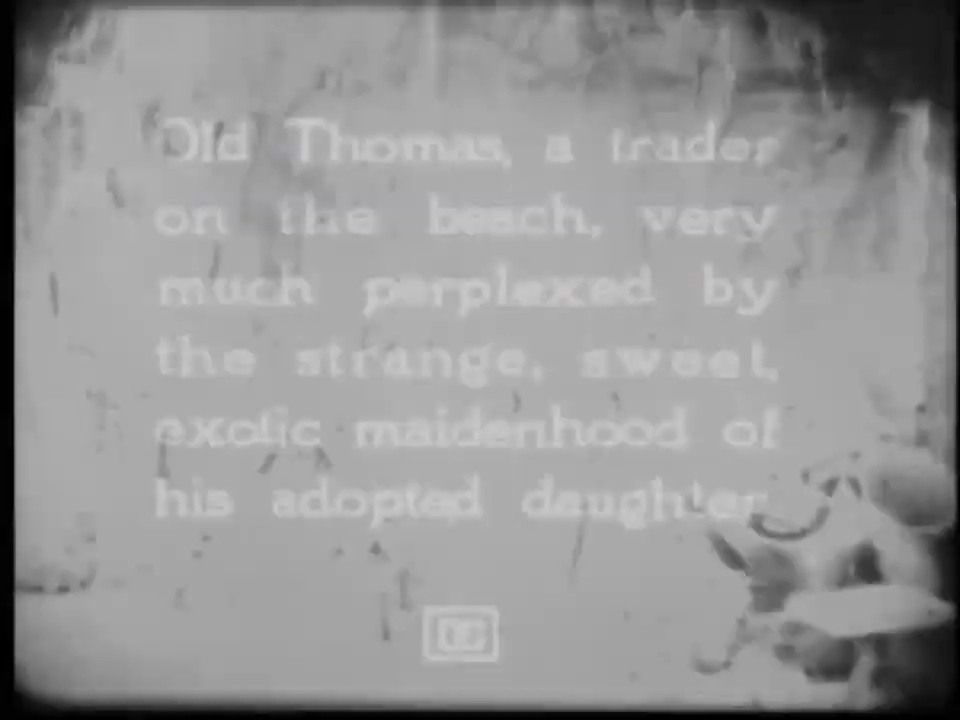 Old Thomas, a trader
on the beach, very
much perplexed by
the strange, sweet,
exotic maidenhood of
his adopted daughter
DG